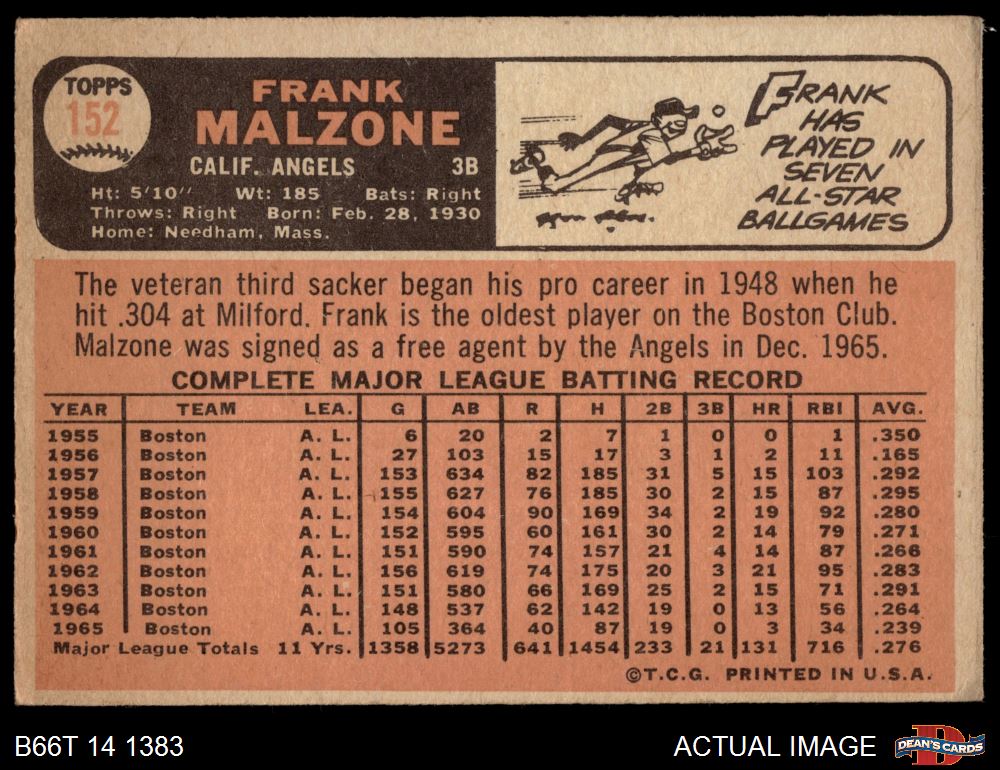 TOPPS
152
FRANK
MALZONE
CALIF. ANGELS 3B
Ht: 5'10" Wt: 185 Bats: Right
Throws: Right Born: Feb. 28, 1930
Home: Needham, Mass.
FRANK
HAS
PLAYED IN
SEVEN
ALL-STAR
BALLGAMES
The veteran third sacker began his pro career in 1948 when he
hit .304 at Milford. Frank is the oldest player on the Boston Club.
Malzone was signed as a free agent by the Angels in Dec. 1965.
COMPLETE MAJOR LEAGUE BATTING RECORD
YEAR TEAM LEA. G AB R H 2B 3B HR RBI AVG.
1955 Boston A. L. 6 20 2 7 1 0 0 1 .350
1956 Boston A. L. 27 103 15 17 3 1 2 11 .165
1957 Boston A. L. 153 634 82 185 31 5 15 103 .292
1958 Boston A. L. 155 627 76 185 30 2 15 87 .295
1959 Boston A. L. 154 604 90 169 34 2 19 92 .280
1960 Boston A. L. 152 595 60 161 30 2 14 79 .271
1961 Boston A. L. 151 590 74 157 21 4 14 87 .266
1962 Boston A. L. 156 619 74 175 20 3 21 95 .283
1963 Boston A. L. 151 580 66 169 25 2 15 71 .291
1964 Boston A. L. 148 537 62 142 19 0 13 56 .264
1965 Boston A. L. 105 364 40 87 19 0 3 34 .239
Major League Totals 11 Yrs. 1358 5273 641 1454 233 21 131 716 .276
©T.C.G. PRINTED IN U.S.A.
B66T 14 1383
ACTUAL IMAGE
DEAN'S CARDS